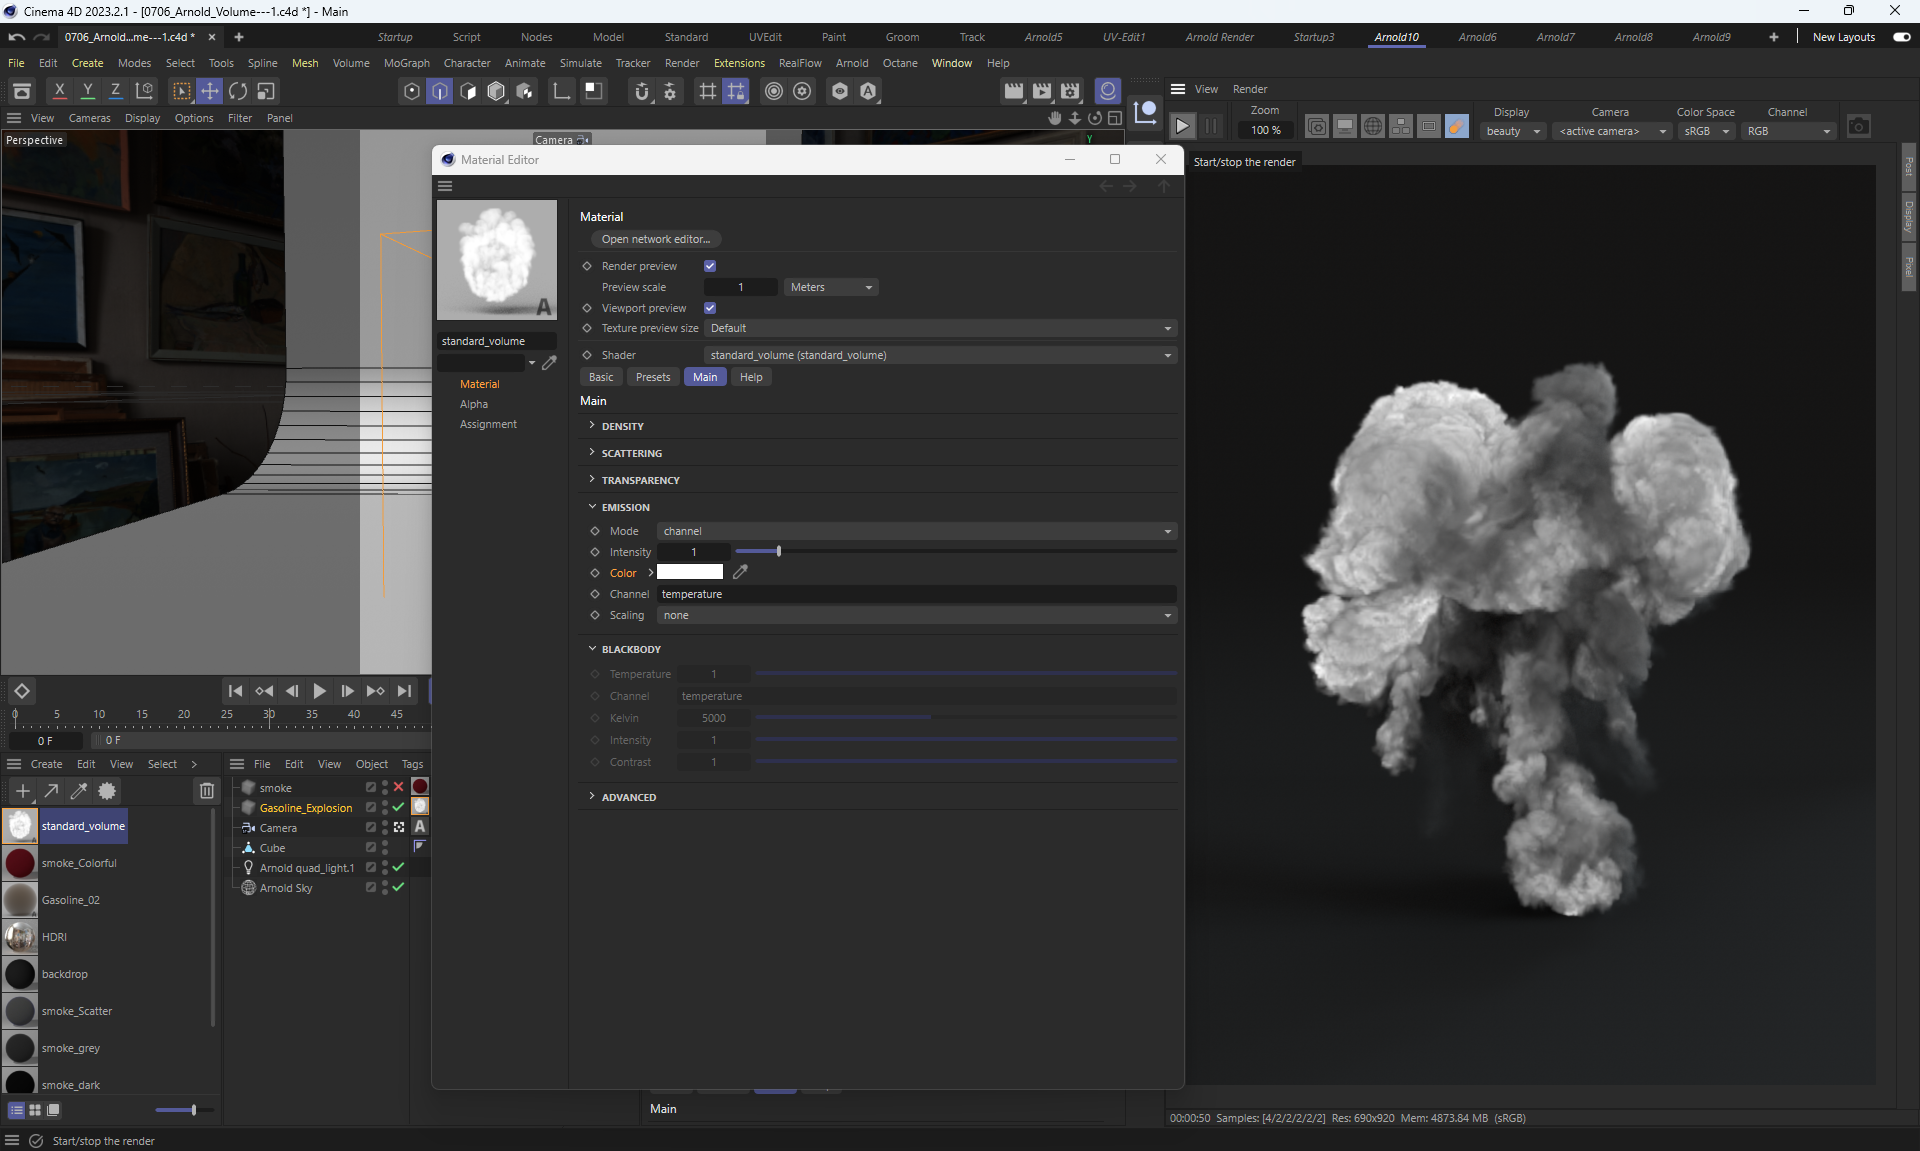 Cinema 4D 2023.2.1 - [0706_Arnold_Volume---1.c4d *] - Main
0706_Arnold...me---1.c4d * Startup Script Nodes Model Standard UVEdit Paint Groom Track Arnold5 UV-Edit1 Arnold Render Startup3 Arnold10 Arnold6 Arnold7 Arnold8 Arnold9 New Layouts
File Edit Create Modes Select Tools Spline Mesh Volume MoGraph Character Animate Simulate Tracker Render Extensions RealFlow Arnold Octane Window Help
X Y Z A
View Render
View Cameras Display Options Filter Panel
Zoom Display Camera Color Space Channel
100 % beauty <active camera> sRGB RGB
Perspective
Camera
Y
Start/stop the render
Post
Display
Pixel
Material Editor
A
standard_volume
Material
Alpha
Assignment
Material
Open network editor...
Render preview
Preview scale 1 Meters
Viewport preview
Texture preview size Default
Shader standard_volume (standard_volume)
Basic Presets Main Help
Main
DENSITY
SCATTERING
TRANSPARENCY
EMISSION
Mode channel
Intensity 1
Color
Channel temperature
Scaling none
BLACKBODY
Temperature 1
Channel temperature
Kelvin 5000
Intensity 1
Contrast 1
ADVANCED
0 5 10 15 20 25 30 35 40 45
0 F 0 F
Create Edit View Select >
File Edit View Object Tags
standard_volume
smoke_Colorful
Gasoline_02
HDRI
backdrop
smoke_Scatter
smoke_grey
smoke_dark
smoke
Gasoline_Explosion
Camera A
Cube
Arnold quad_light.1
Arnold Sky
Main
00:00:50 Samples: [4/2/2/2/2/2] Res: 690x920 Mem: 4873.84 MB (sRGB)
Start/stop the render